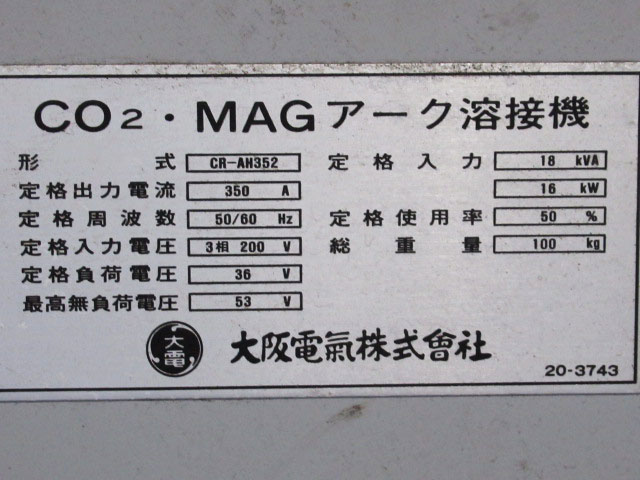 CO2・MAGアーク溶接機
形式 CR-AH352 定格入力 18 kVA
定格出力電流 350 A 16 kW
定格周波数 50/60 Hz 定格使用率 50 %
定格入力電圧 3相 200 V 総重量 100 kg
定格負荷電圧 36 V
最高無負荷電圧 53 V
大電 大阪電氣株式會社
20-3743